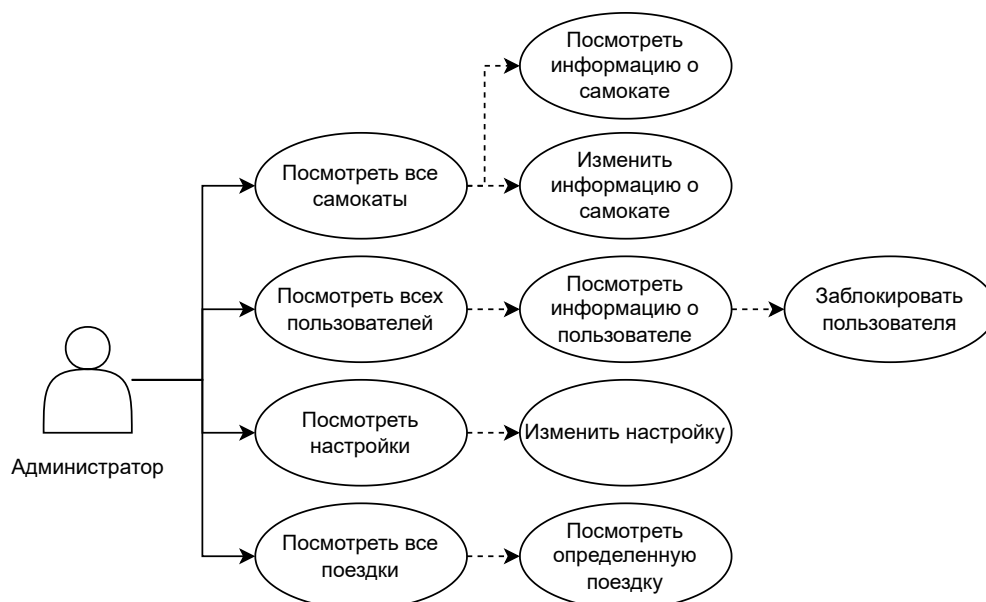 Посмотреть
информацию о
самокате
Посмотреть все
самокаты
Изменить
информацию о
самокате
Посмотреть всех
пользователей
Посмотреть
информацию о
пользователе
Заблокировать
пользователя
Администратор
Посмотреть
настройки
Изменить настройку
Посмотреть все
поездки
Посмотреть
определенную
поездку